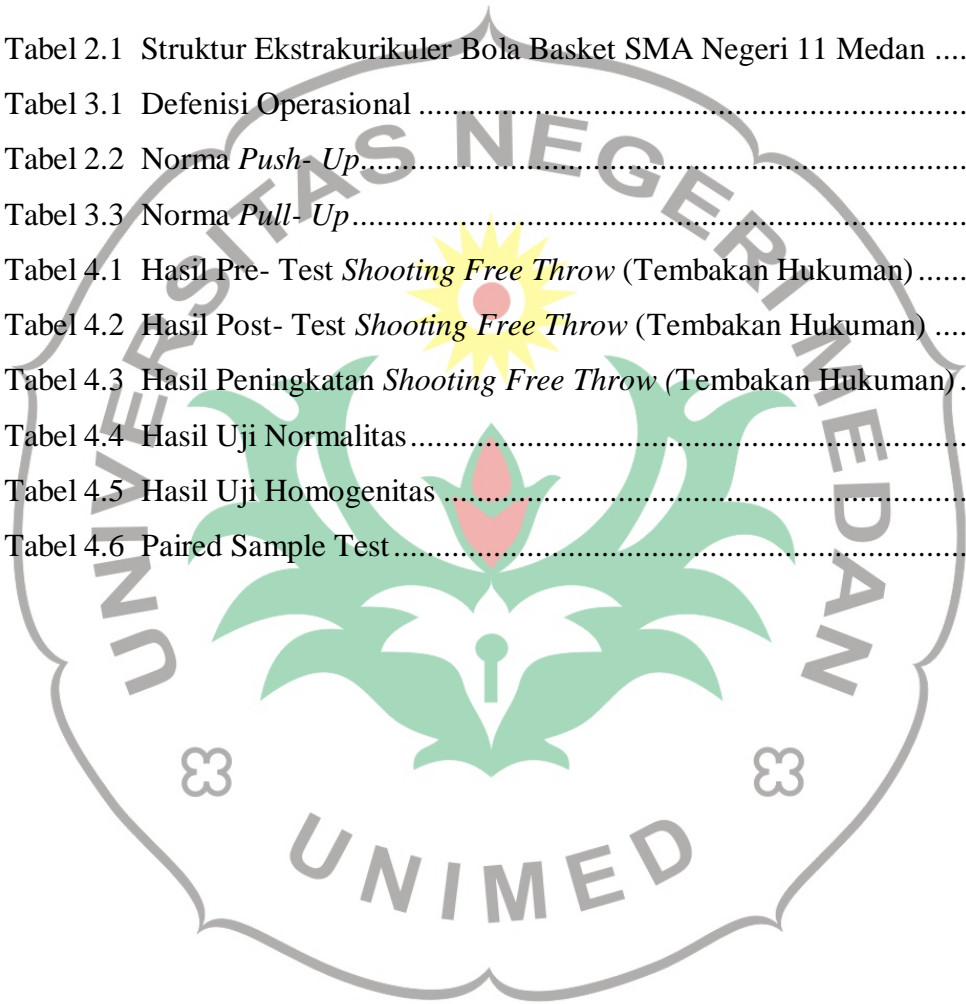 Tabel 2.1 Struktur Ekstrakurikuler Bola Basket SMA Negeri 11 Medan ....
Tabel 3.1 Defenisi Operasional ..................................................................
Tabel 2.2 Norma Push- Up.........................................................................
Tabel 3.3 Norma Pull- Up..........................................................................
Tabel 4.1 Hasil Pre- Test Shooting Free Throw (Tembakan Hukuman) ......
Tabel 4.2 Hasil Post- Test Shooting Free Throw (Tembakan Hukuman) ....
Tabel 4.3 Hasil Peningkatan Shooting Free Throw (Tembakan Hukuman) .
Tabel 4.4 Hasil Uji Normalitas...................................................................
Tabel 4.5 Hasil Uji Homogenitas ...............................................................
Tabel 4.6 Paired Sample Test.....................................................................
UNIVERSITAS NEGERI MEDAN
UNIMED